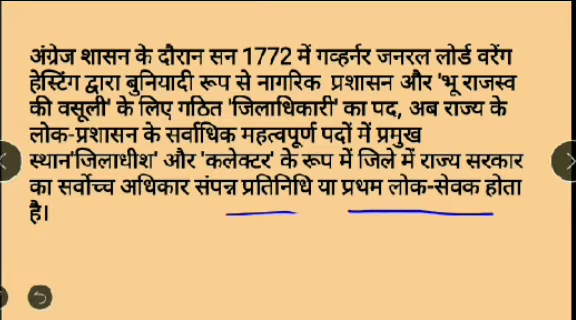 अंग्रेज शासन के दौरान सन 1772 में गव्हर्नर जनरल लोर्ड वरेंग
हेस्टिंग द्वारा बुनियादी रूप से नागरिक प्रशासन और 'भू राजस्व
की वसूली' के लिए गठित 'जिलाधिकारी' का पद, अब राज्य के
लोक-प्रशासन के सर्वाधिक महत्वपूर्ण पदों में प्रमुख
स्थान'जिलाधीश' और 'कलेक्टर' के रूप में जिले में राज्य सरकार
का सर्वोच्च अधिकार संपन्न प्रतिनिधि या प्रथम लोक-सेवक होता
है।